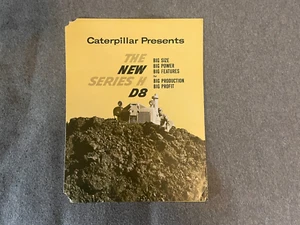 Caterpillar Presents
THE
NEW
SERIES H
D8
BIG SIZE
BIG POWER
BIG FEATURES
BIG PRODUCTION
BIG PROFIT